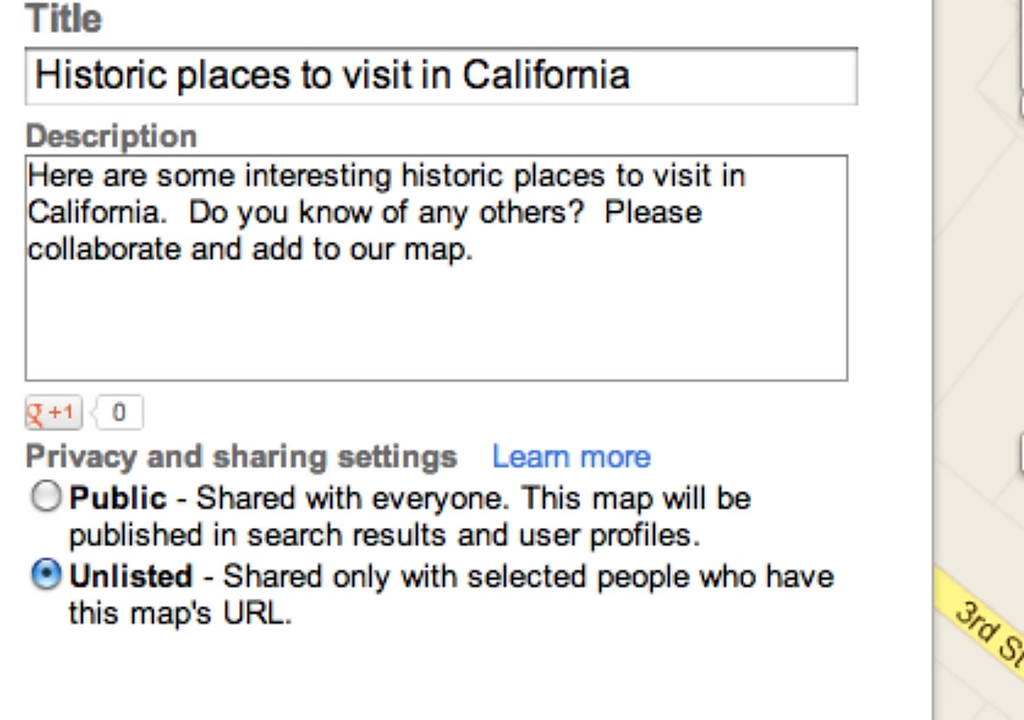 Title
Historic places to visit in California
Description
Here are some interesting historic places to visit in
California.  Do you know of any others?  Please
collaborate and add to our map.
g +1 0
Privacy and sharing settings Learn more
Public - Shared with everyone. This map will be
published in search results and user profiles.
Unlisted - Shared only with selected people who have
this map's URL.
3rd St